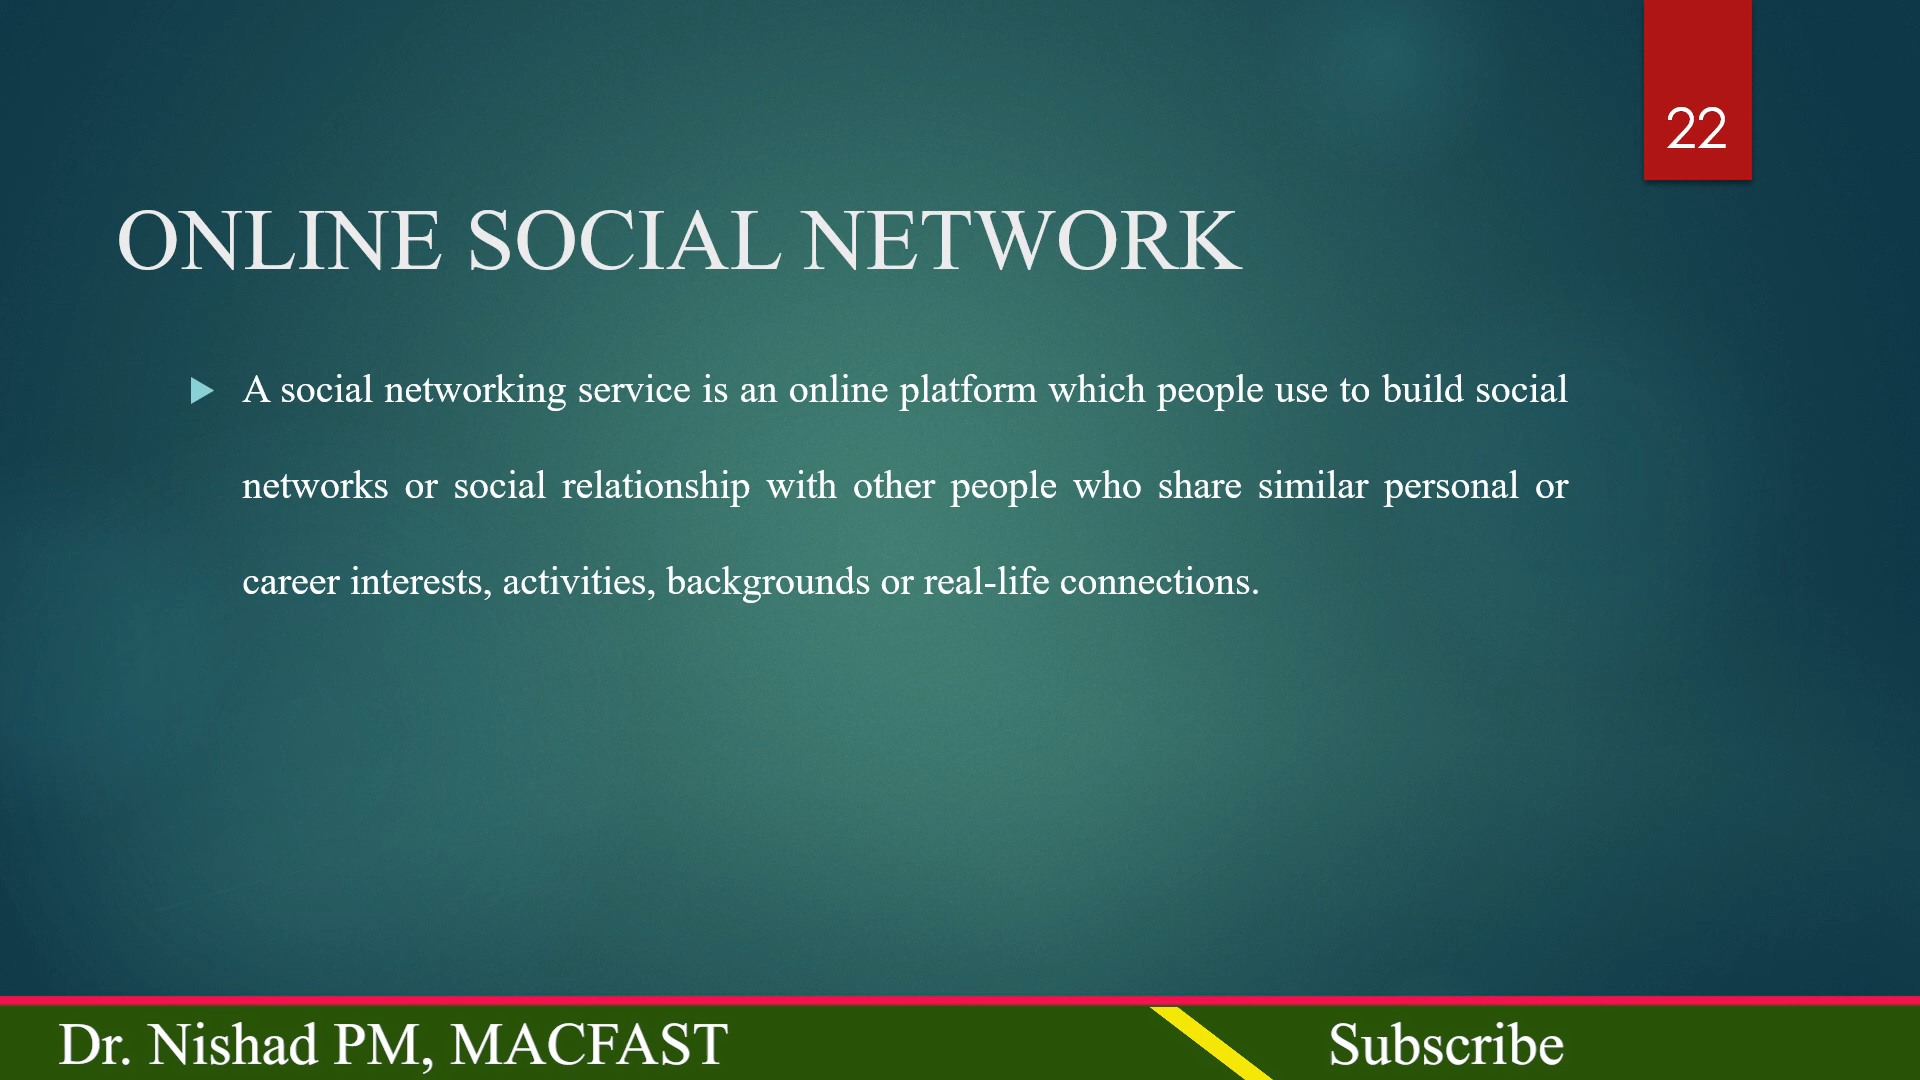 22
ONLINE SOCIAL NETWORK
A social networking service is an online platform which people use to build social
networks or social relationship with other people who share similar personal or
career interests, activities, backgrounds or real-life connections.
Dr. Nishad PM, MACFAST
Subscribe